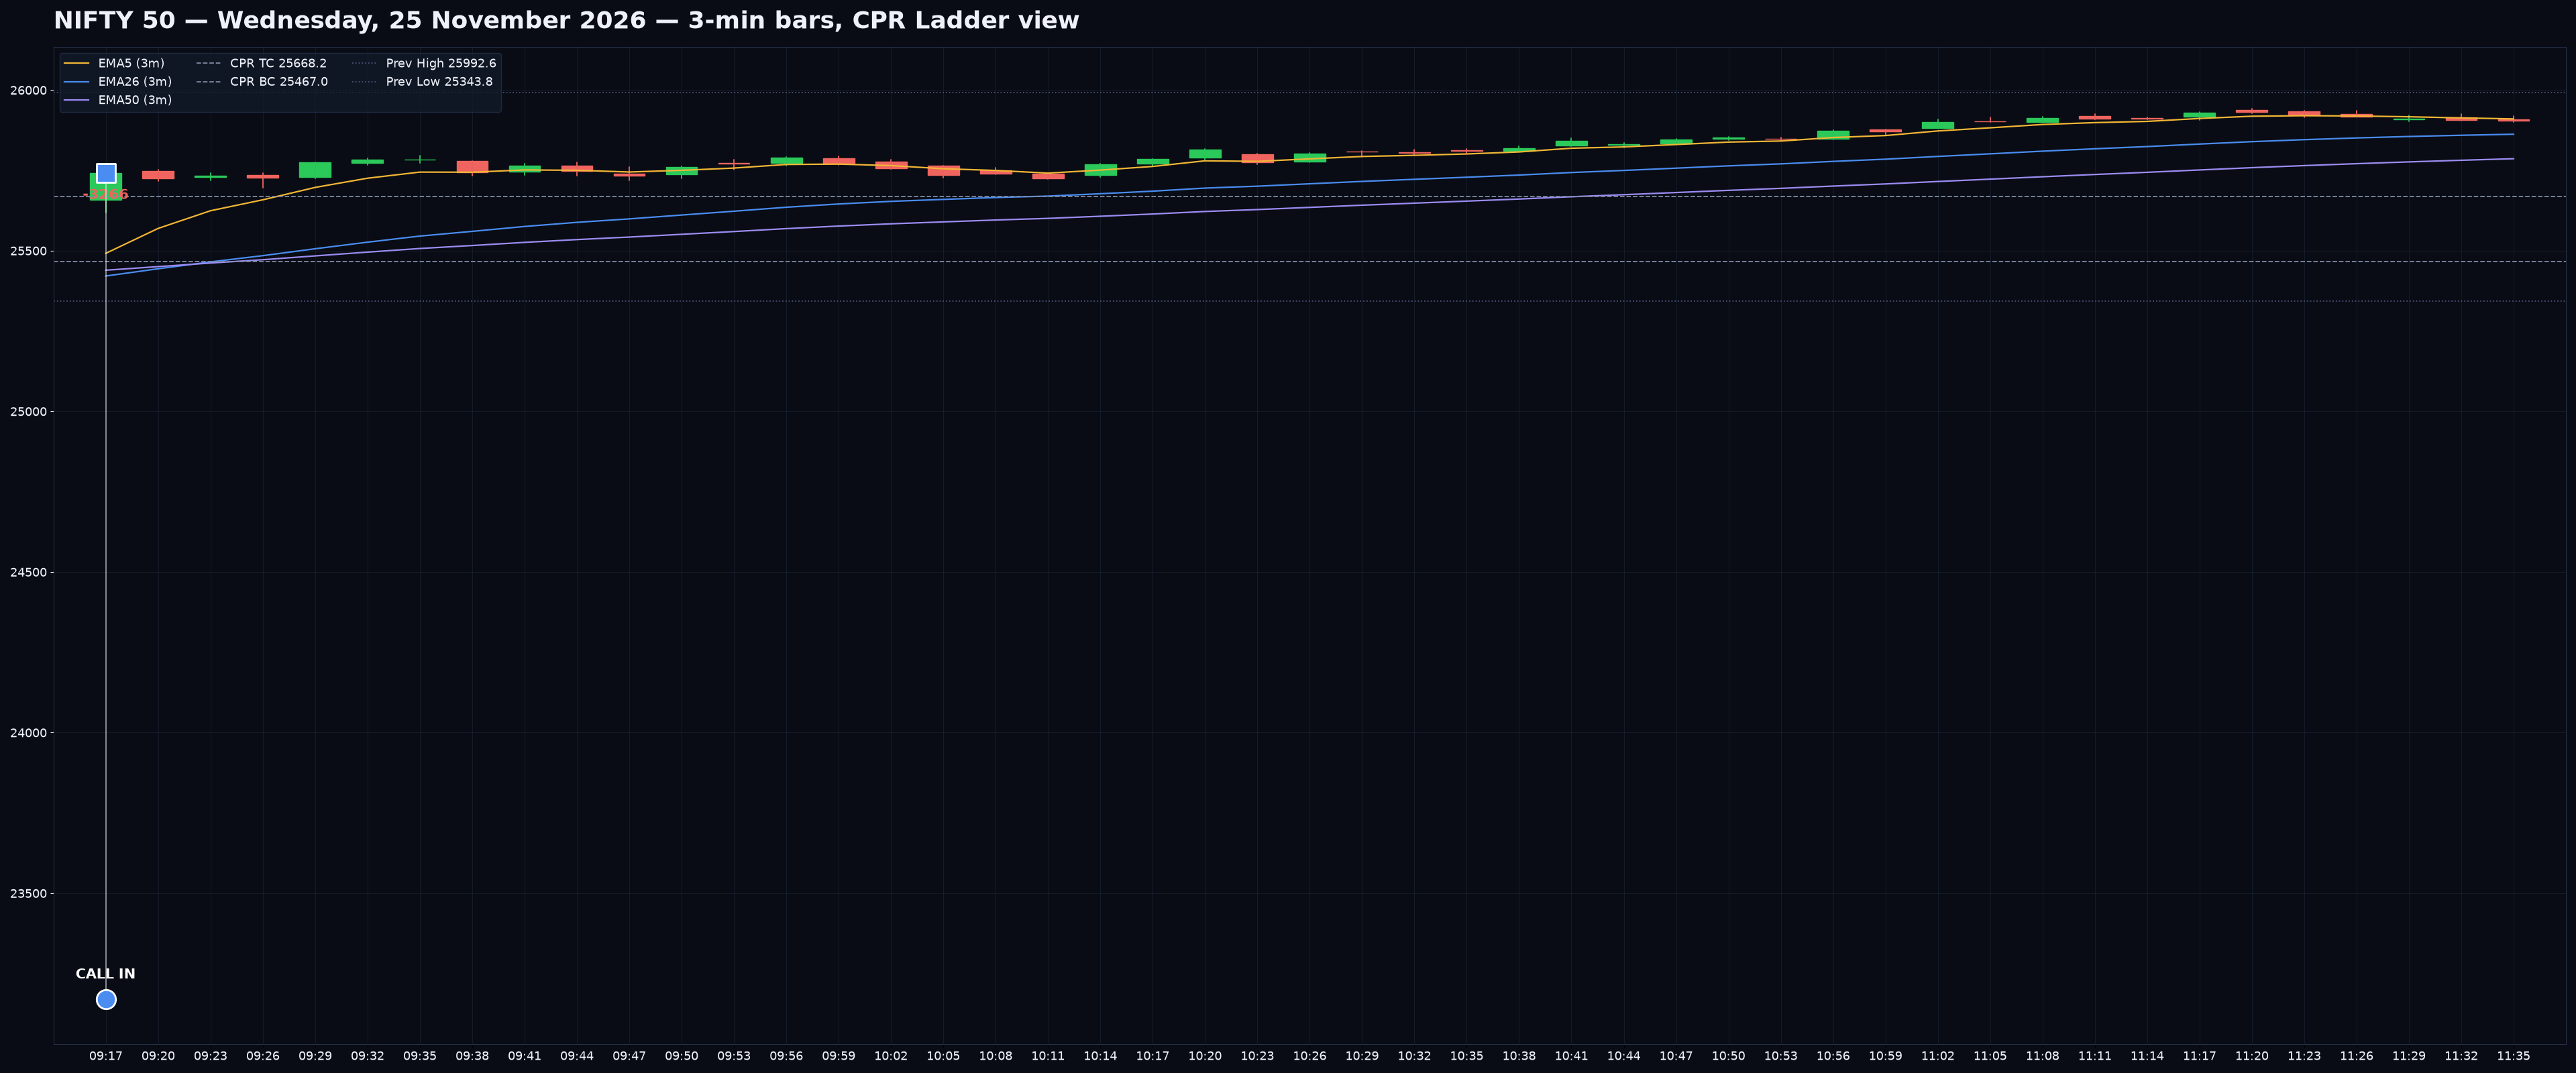 NIFTY 50 — Wednesday, 25 November 2026 — 3-min bars, CPR Ladder view
EMA5 (3m)
EMA26 (3m)
EMA50 (3m)
CPR TC 25668.2
CPR BC 25467.0
Prev High 25992.6
Prev Low 25343.8
26000
25500
25000
24500
24000
23500
CALL IN
09:17 09:20 09:23 09:26 09:29 09:32 09:35 09:38 09:41 09:44 09:47 09:50 09:53 09:56 09:59 10:02 10:05 10:08 10:11 10:14 10:17 10:20 10:23 10:26 10:29 10:32 10:35 10:38 10:41 10:44 10:47 10:50 10:53 10:56 10:59 11:02 11:05 11:08 11:11 11:14 11:17 11:20 11:23 11:26 11:29 11:32 11:35